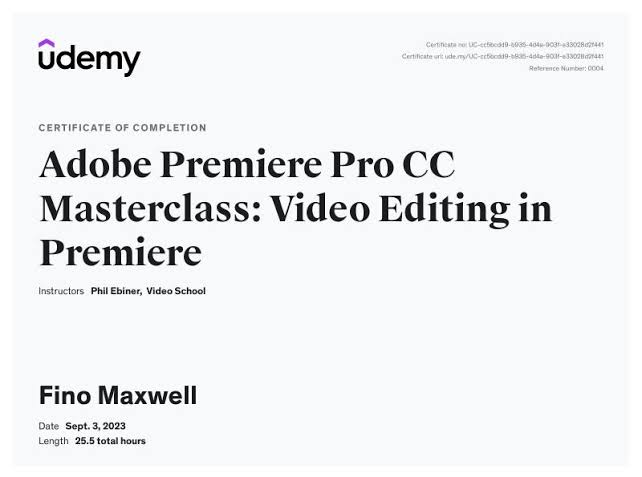 udemy
Certificate no: UC-cc5bcdd9-b935-4d4a-903f-e33028d2f441
Certificate url: ude.my/UC-cc5bcdd9-b935-4d4a-903f-e33028d2f441
Reference Number: 0004
CERTIFICATE OF COMPLETION
Adobe Premiere Pro CC
Masterclass: Video Editing in
Premiere
Instructors Phil Ebiner, Video School
Fino Maxwell
Date Sept. 3, 2023
Length 25.5 total hours